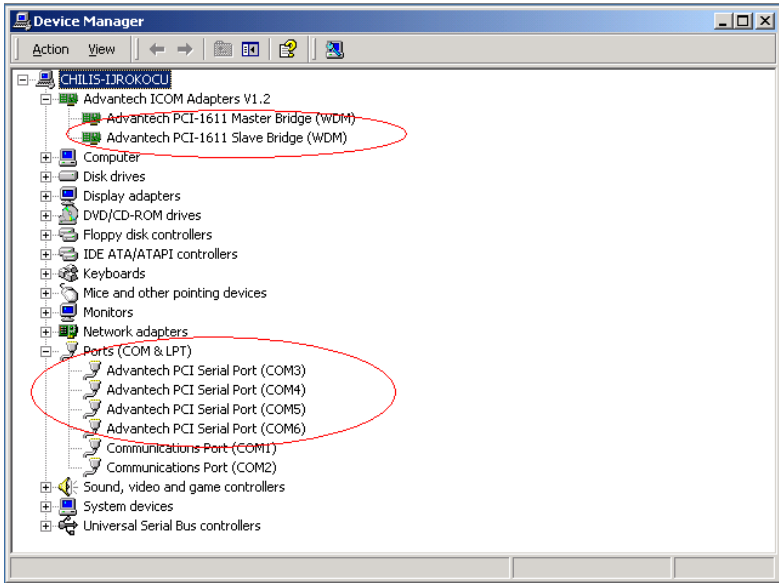 Device Manager
Action View
CHILIS-IJROKOCU
Advantech ICOM Adapters V1.2
Advantech PCI-1611 Master Bridge (WDM)
Advantech PCI-1611 Slave Bridge (WDM)
Computer
Disk drives
Display adapters
DVD/CD-ROM drives
Floppy disk controllers
IDE ATA/ATAPI controllers
Keyboards
Mice and other pointing devices
Monitors
Network adapters
Ports (COM & LPT)
Advantech PCI Serial Port (COM3)
Advantech PCI Serial Port (COM4)
Advantech PCI Serial Port (COM5)
Advantech PCI Serial Port (COM6)
Communications Port (COM1)
Communications Port (COM2)
Sound, video and game controllers
System devices
Universal Serial Bus controllers